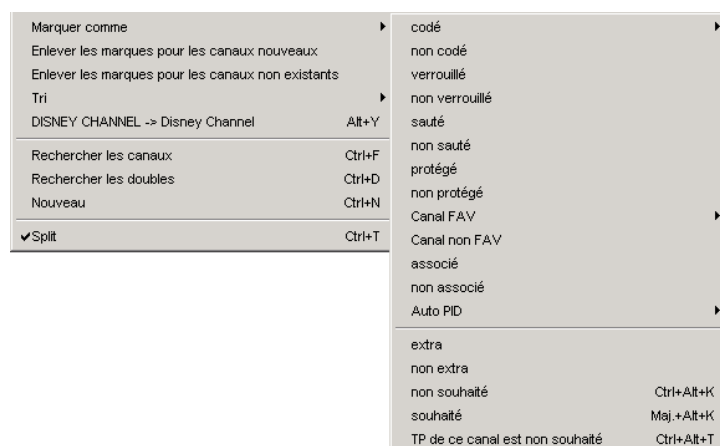 Marquer comme
Enlever les marques pour les canaux nouveaux
Enlever les marques pour les canaux non existants
Tri
DISNEY CHANNEL -> Disney Channel Alt+Y
Rechercher les canaux Ctrl+F
Rechercher les doubles Ctrl+D
Nouveau Ctrl+N
Split Ctrl+T
codé
non codé
verrouillé
non verrouillé
sauté
non sauté
protégé
non protégé
Canal FAV
Canal non FAV
associé
non associé
Auto PID
extra
non extra
non souhaité Ctrl+Alt+K
souhaité Maj.+Alt+K
TP de ce canal est non souhaité Ctrl+Alt+T